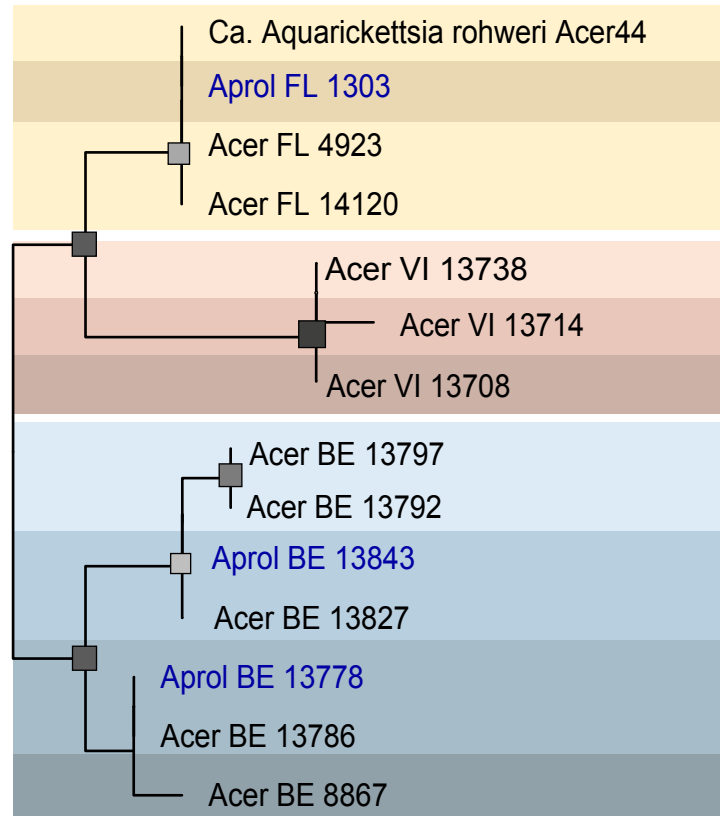 Ca. Aquarickettsia rohweri Acer44
Aprol FL 1303
Acer FL 4923
Acer FL 14120
Acer VI 13738
Acer VI 13714
Acer VI 13708
Acer BE 13797
Acer BE 13792
Aprol BE 13843
Acer BE 13827
Aprol BE 13778
Acer BE 13786
Acer BE 8867